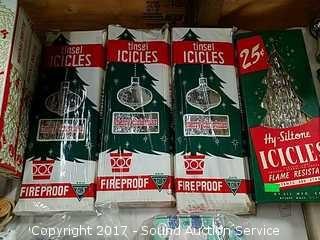 tinsel
ICICLES
FIREPROOF
tinsel
ICICLES
FIREPROOF
tinsel
ICICLES
FIREPROOF
25¢
Hy-Siltone
ICICLES
FLAME RESISTA
Copyright 2017 - Sound Auction Service